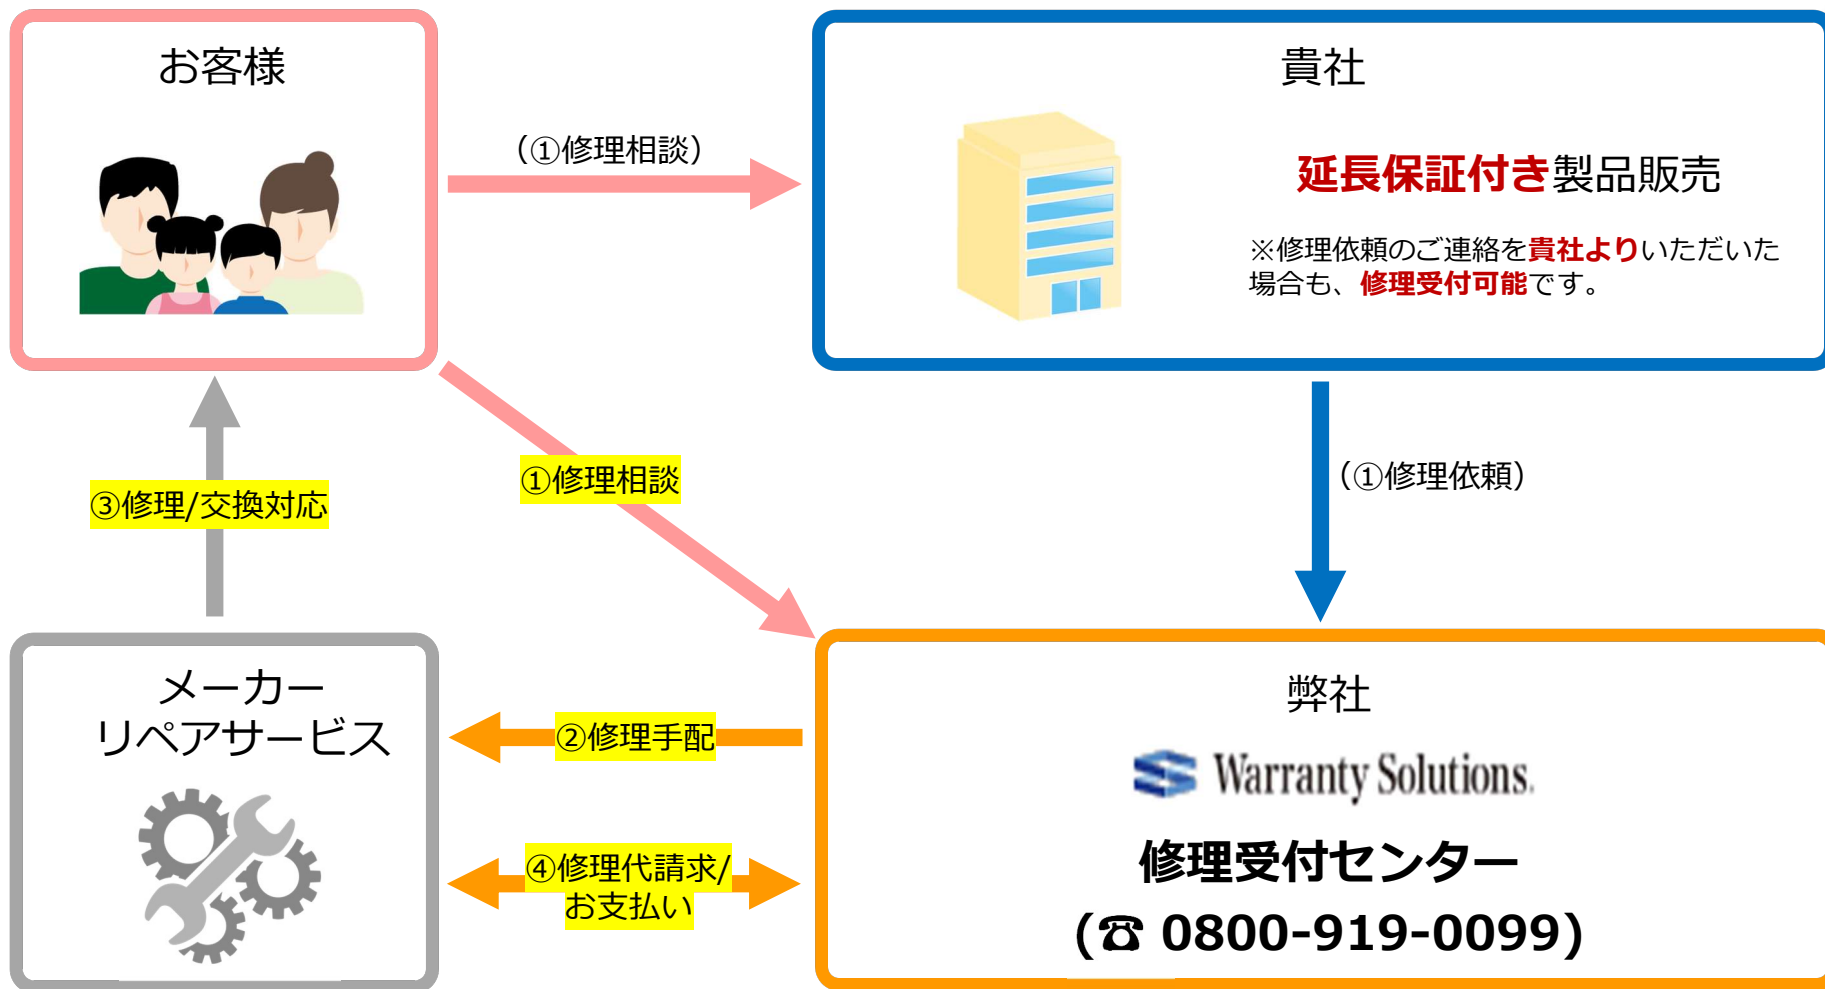 お客様
(①修理相談)
貴社
延長保証付き製品販売
※修理依頼のご連絡を貴社よりいただいた
場合も、修理受付可能です。
①修理相談
(①修理依頼)
③修理/交換対応
メーカー
リペアサービス
②修理手配
④修理代請求/
お支払い
弊社
Warranty Solutions.
修理受付センター
(☎ 0800-919-0099)